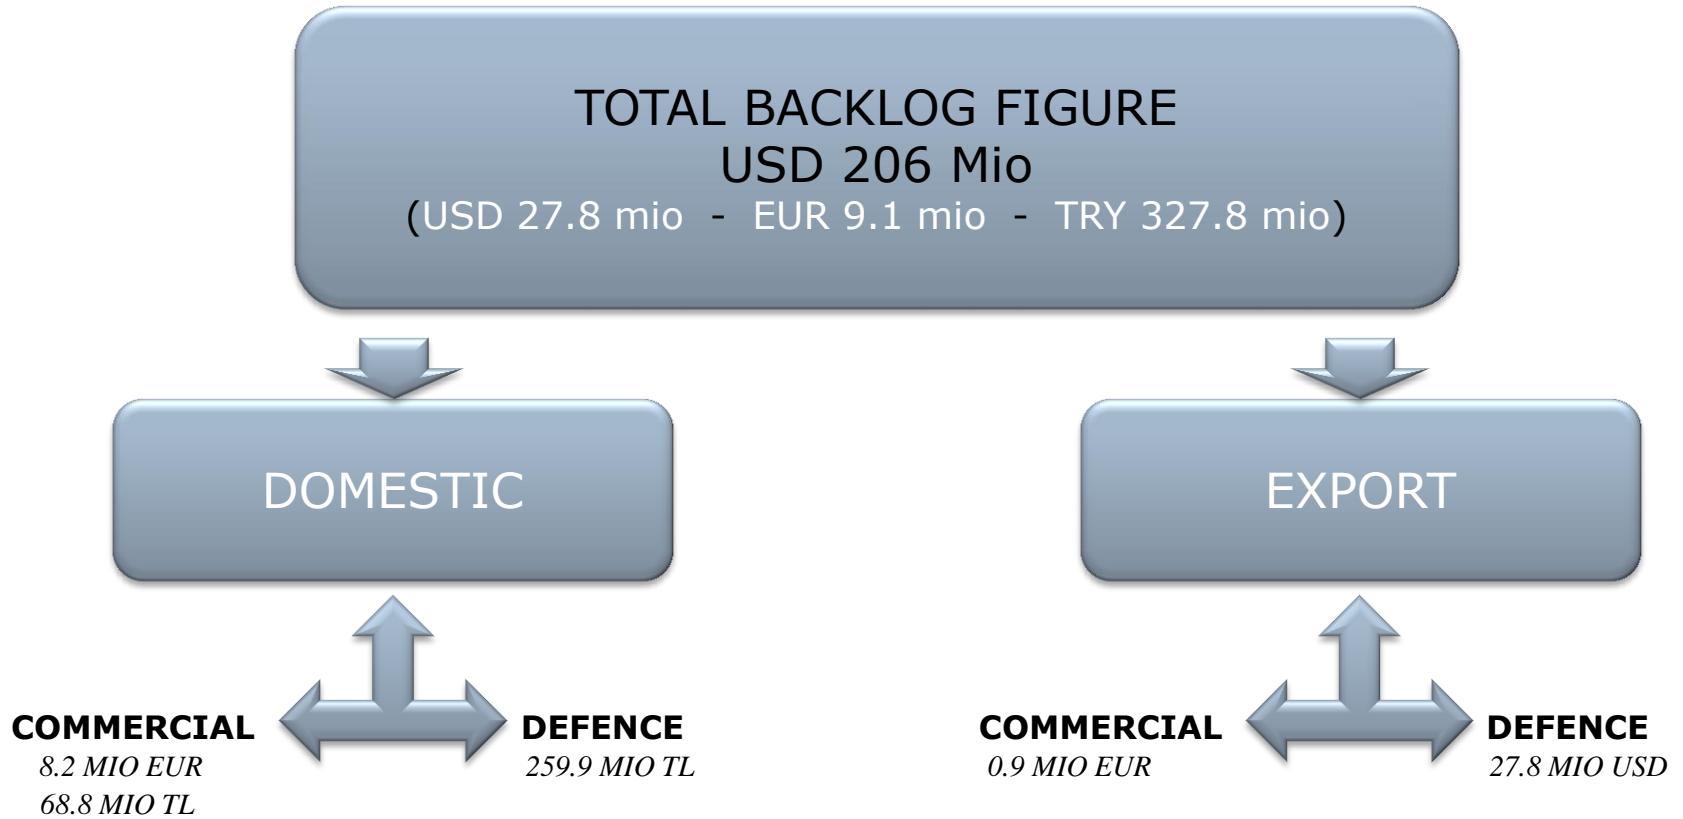 TOTAL BACKLOG FIGURE
USD 206 Mio
(USD 27.8 mio - EUR 9.1 mio - TRY 327.8 mio)
DOMESTIC
EXPORT
COMMERCIAL
8.2 MIO EUR
68.8 MIO TL
DEFENCE
259.9 MIO TL
COMMERCIAL
0.9 MIO EUR
DEFENCE
27.8 MIO USD